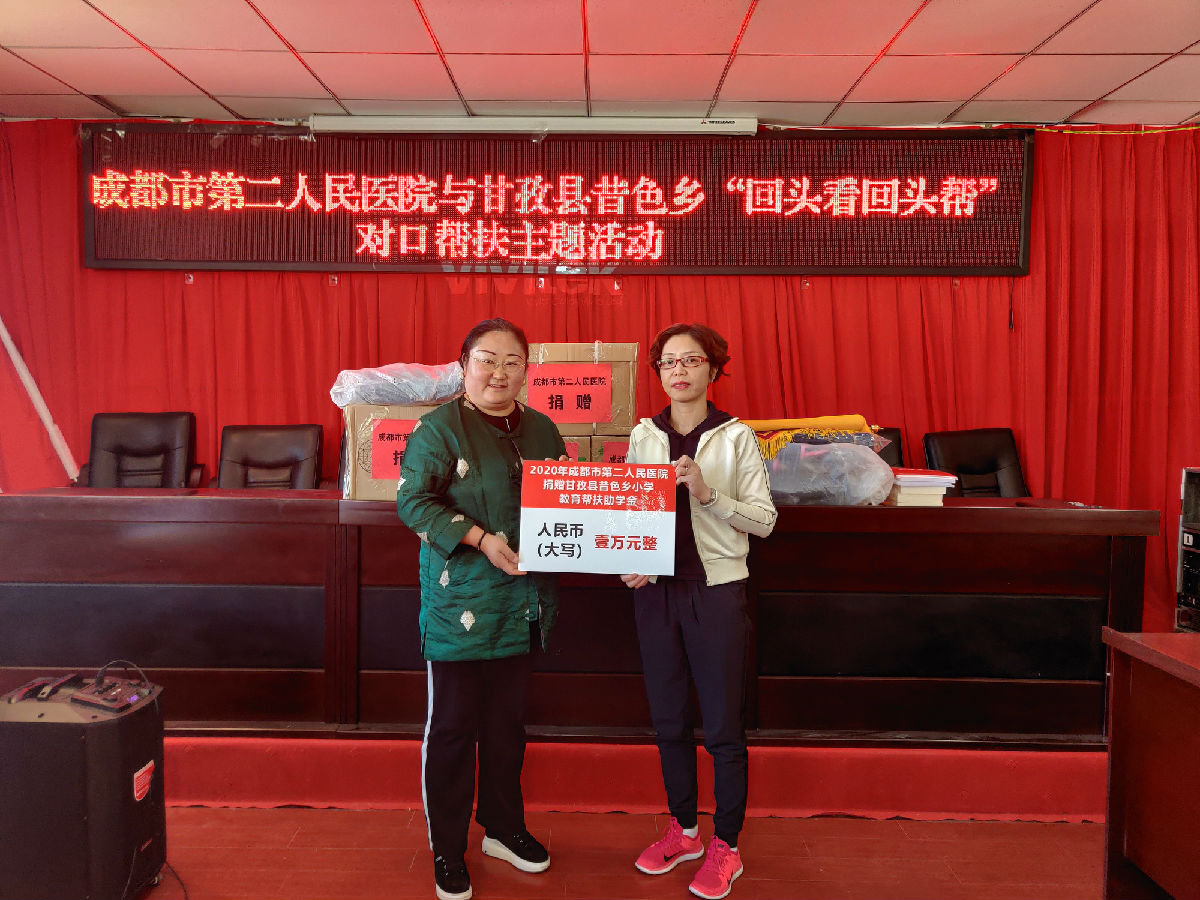 成都市第二人民医院与甘孜县昔色乡“回头看回头帮”
对口帮扶主题活动
vivitek
成都市第二人民医院
捐 赠
2020年成都市第二人民医院
捐赠甘孜县昔色乡小学
教育帮扶助学金
人民币
(大写)
壹万元整